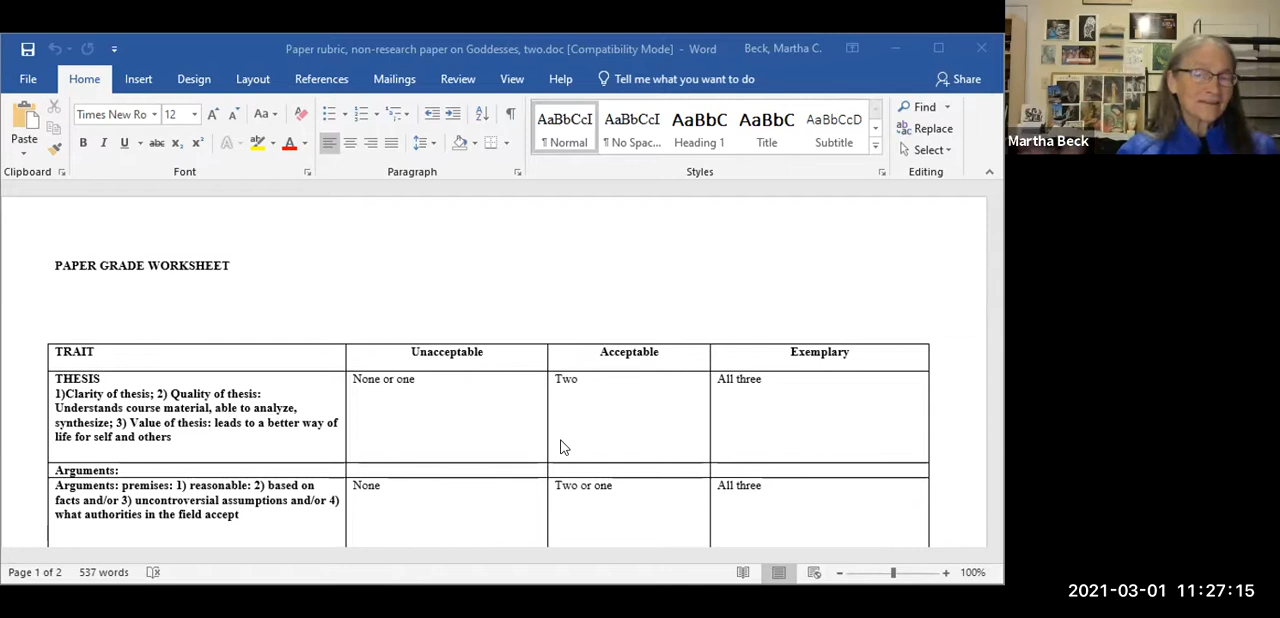 Paper rubric, non-research paper on Goddesses, two.doc [Compatibility Mode] - Word
Beck, Martha C.
File Home Insert Design Layout References Mailings Review View Help Tell me what you want to do Share
Paste
Times New Ro 12 A A Aa
B I U abc x₂ x² A A
AaBbCcI AaBbCcI AaBbC AaBbC AaBbCcD
¶ Normal ¶ No Spac... Heading 1 Title Subtitle
Find
Replace
Select
Clipboard Font Paragraph Styles Editing
Martha Beck
PAPER GRADE WORKSHEET
TRAIT Unacceptable Acceptable Exemplary
THESIS None or one Two All three
1)Clarity of thesis; 2) Quality of thesis:
Understands course material, able to analyze,
synthesize; 3) Value of thesis: leads to a better way of
life for self and others
Arguments:
Arguments: premises: 1) reasonable: 2) based on None Two or one All three
facts and/or 3) uncontroversial assumptions and/or 4)
what authorities in the field accept
Page 1 of 2 537 words 100%
2021-03-01 11:27:15